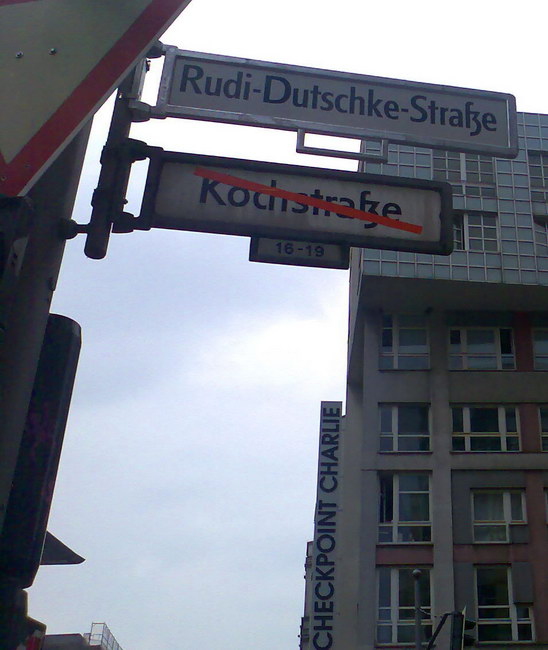 Rudi-Dutschke-Straße
Kochstraße
16-19
CHECKPOINT CHARLIE